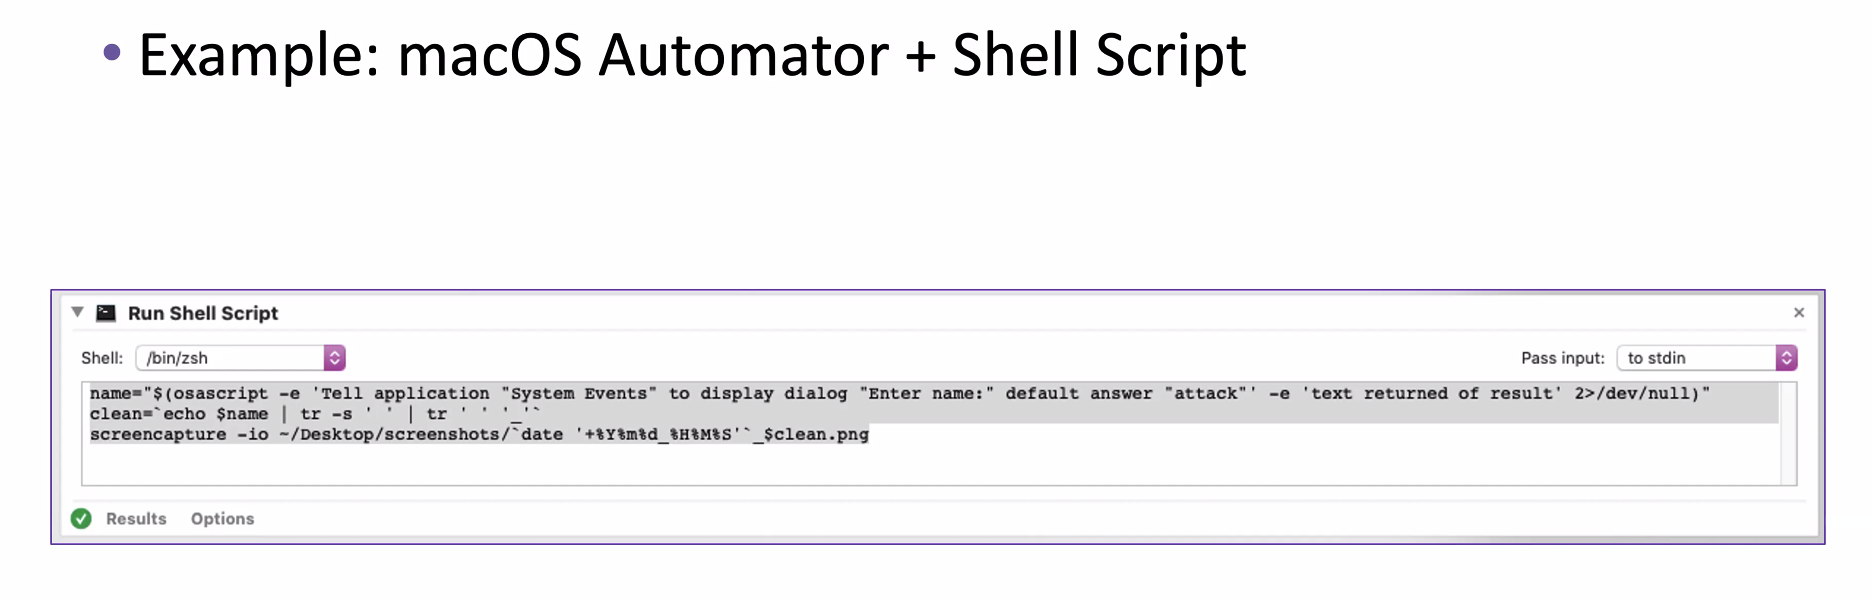 • Example: macOS Automator + Shell Script
Run Shell Script
Shell: /bin/zsh Pass input: to stdin
name="$(osascript -e 'Tell application "System Events" to display dialog "Enter name:" default answer "attack"' -e 'text returned of result' 2>/dev/null)"
clean=`echo $name | tr -s ' ' | tr ' ' '_'`
screencapture -io ~/Desktop/screenshots/`date '+%Y%m%d_%H%M%S'`_$clean.png
Results Options